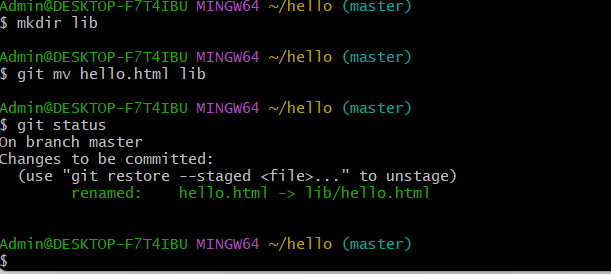 Admin@DESKTOP-F7T4IBU MINGW64 ~/hello (master)
$ mkdir lib
Admin@DESKTOP-F7T4IBU MINGW64 ~/hello (master)
$ git mv hello.html lib
Admin@DESKTOP-F7T4IBU MINGW64 ~/hello (master)
$ git status
On branch master
Changes to be committed:
  (use "git restore --staged <file>..." to unstage)
        renamed:    hello.html -> lib/hello.html
Admin@DESKTOP-F7T4IBU MINGW64 ~/hello (master)
$